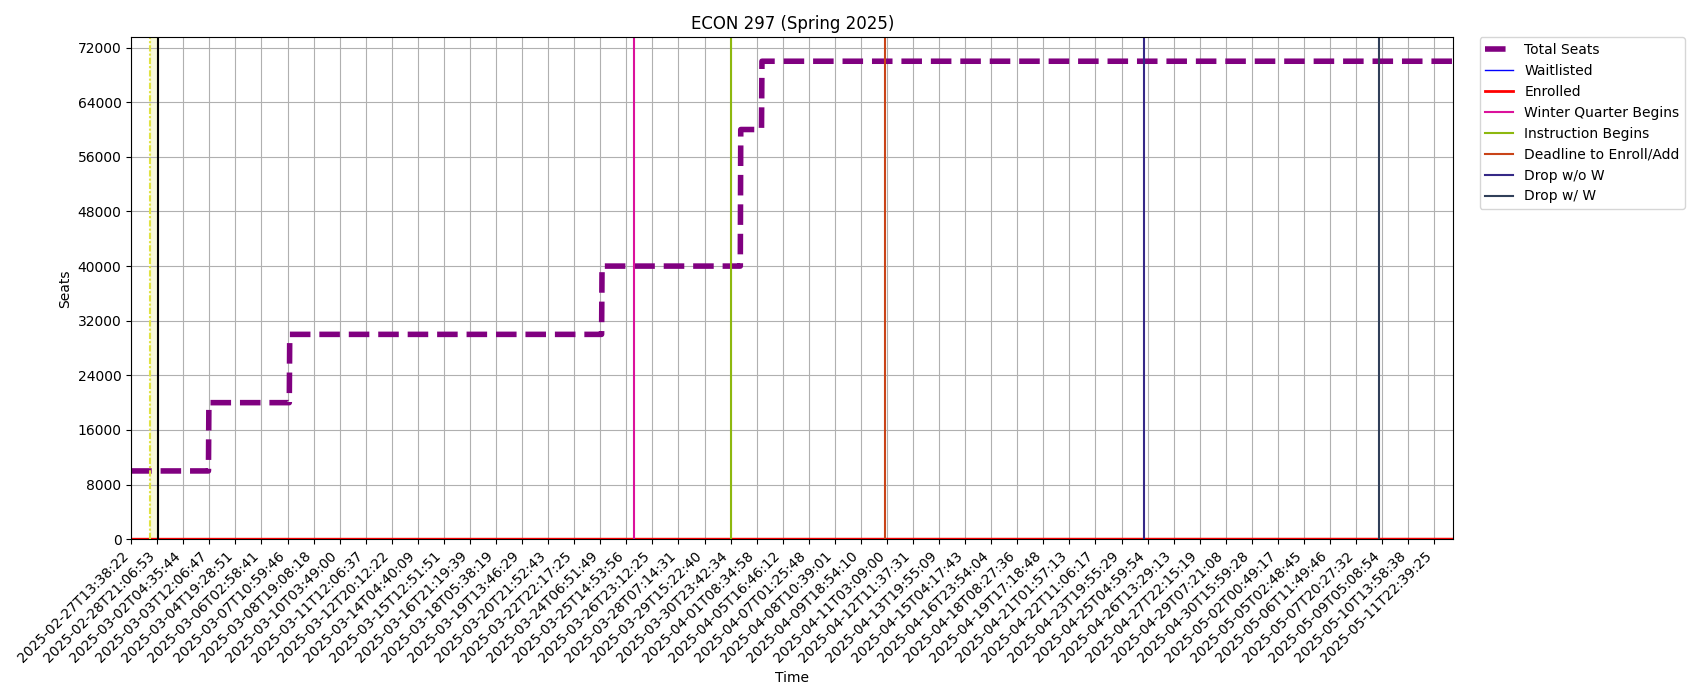 ECON 297 (Spring 2025)
72000
64000
56000
48000
40000
32000
24000
16000
8000
0
Seats
Total Seats
Waitlisted
Enrolled
Winter Quarter Begins
Instruction Begins
Deadline to Enroll/Add
Drop w/o W
Drop w/ W
2025-02-27T13:38:22
2025-02-28T21:06:53
2025-03-02T04:35:44
2025-03-03T12:06:47
2025-03-04T19:28:51
2025-03-06T02:58:41
2025-03-07T10:59:46
2025-03-08T19:08:18
2025-03-10T03:49:00
2025-03-11T12:06:37
2025-03-12T20:12:22
2025-03-14T04:40:09
2025-03-15T12:51:51
2025-03-16T21:19:39
2025-03-18T05:38:19
2025-03-19T13:46:29
2025-03-20T21:52:43
2025-03-22T22:17:25
2025-03-24T06:51:49
2025-03-25T14:53:56
2025-03-26T23:12:25
2025-03-28T07:14:31
2025-03-29T15:22:40
2025-03-30T23:42:34
2025-04-01T08:34:58
2025-04-05T16:46:12
2025-04-07T01:25:48
2025-04-08T10:39:01
2025-04-09T18:54:10
2025-04-11T03:09:00
2025-04-12T11:37:31
2025-04-13T19:55:09
2025-04-15T04:17:43
2025-04-16T23:54:04
2025-04-18T08:27:36
2025-04-19T17:18:48
2025-04-21T01:57:13
2025-04-22T11:06:17
2025-04-23T19:55:29
2025-04-25T04:59:54
2025-04-26T13:29:13
2025-04-27T22:15:19
2025-04-29T07:21:08
2025-04-30T15:59:28
2025-05-02T00:49:17
2025-05-05T02:48:45
2025-05-06T11:49:46
2025-05-07T20:27:32
2025-05-09T05:08:54
2025-05-10T13:58:38
2025-05-11T22:39:25
Time